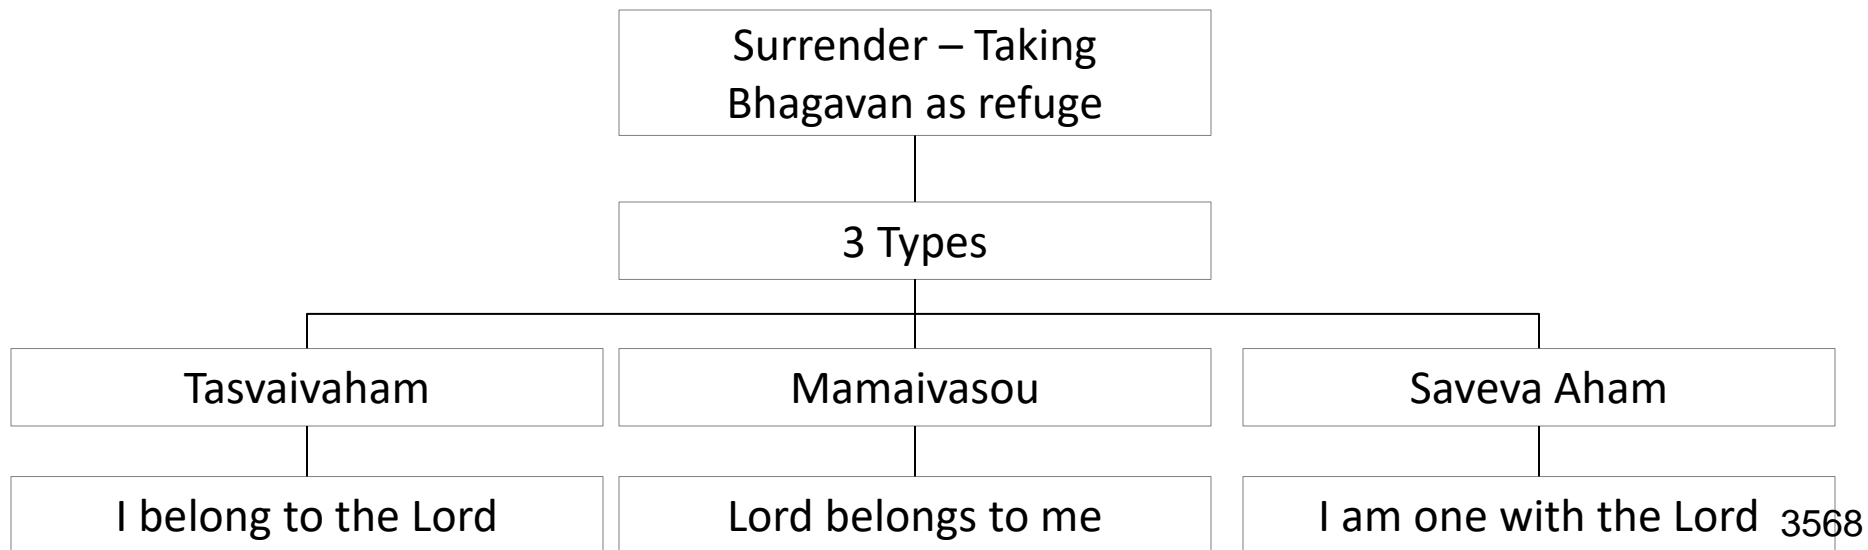 Surrender – Taking
Bhagavan as refuge
3 Types
Tasvaivaham
Mamaivasou
Saveva Aham
I belong to the Lord
Lord belongs to me
I am one with the Lord
3568